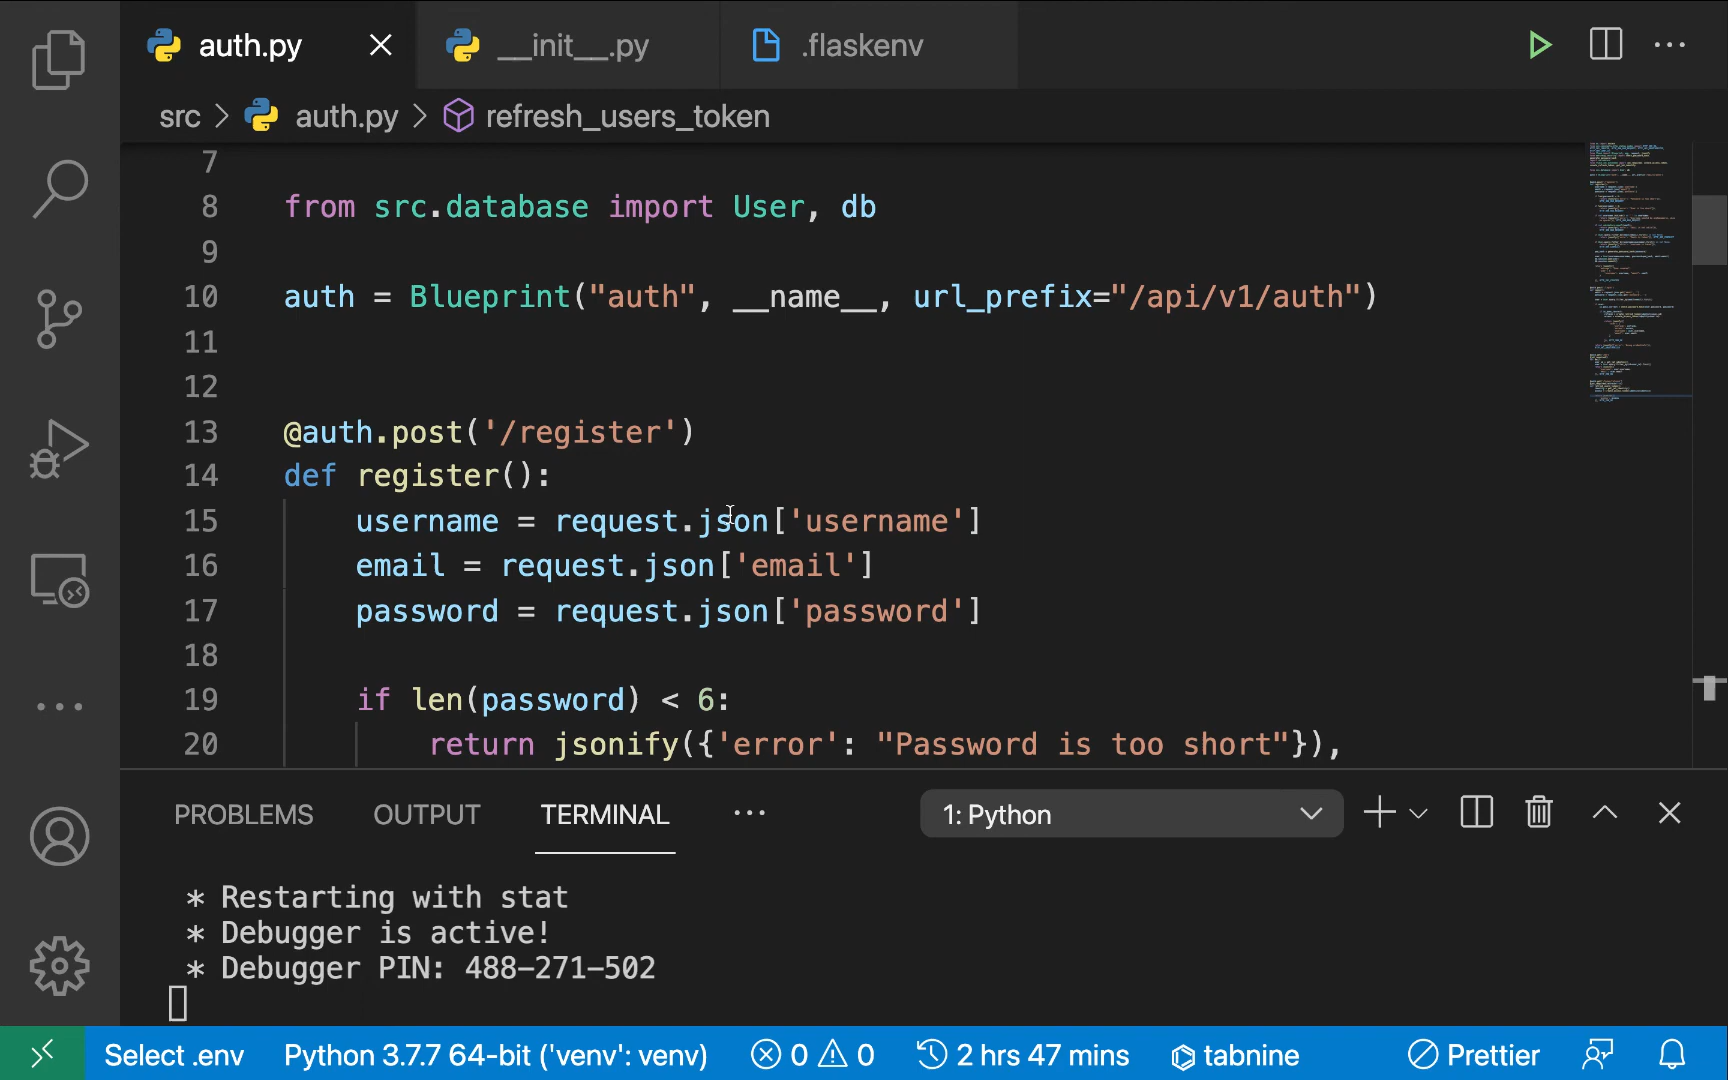 auth.py
__init__.py
.flaskenv
src > auth.py > refresh_users_token
7
8 from src.database import User, db
9
10 auth = Blueprint("auth", __name__, url_prefix="/api/v1/auth")
11
12
13 @auth.post('/register')
14 def register():
15 username = request.json['username']
16 email = request.json['email']
17 password = request.json['password']
18
19 if len(password) < 6:
20 return jsonify({'error': "Password is too short"}),
PROBLEMS OUTPUT TERMINAL ··· 1: Python
* Restarting with stat
* Debugger is active!
* Debugger PIN: 488-271-502
Select .env Python 3.7.7 64-bit ('venv': venv) 0 0 2 hrs 47 mins tabnine Prettier